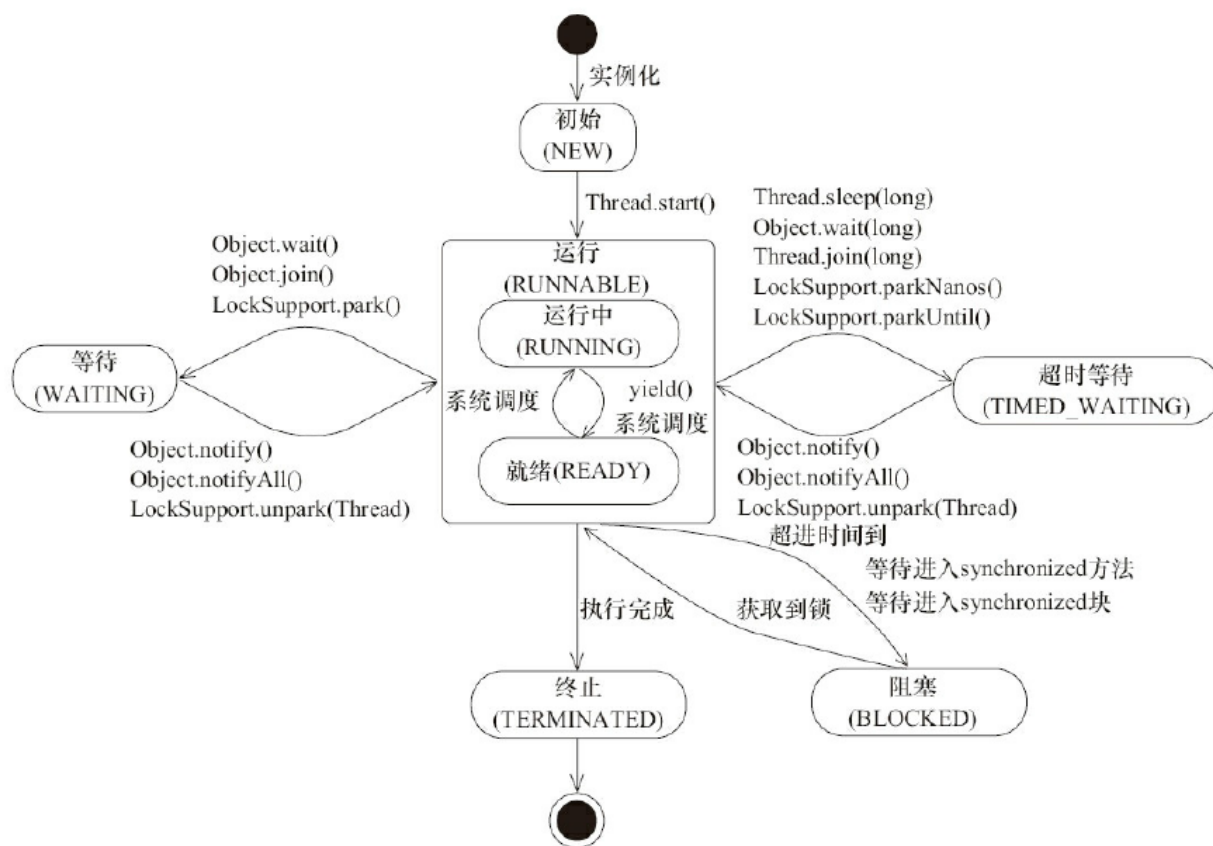 实例化
初始
(NEW)
Thread.start()
Object.wait()
Object.join()
LockSupport.park()
等待
(WAITING)
Object.notify()
Object.notifyAll()
LockSupport.unpark(Thread)
运行
(RUNNABLE)
运行中
(RUNNING)
系统调度
yield()
系统调度
就绪(READY)
Thread.sleep(long)
Object.wait(long)
Thread.join(long)
LockSupport.parkNanos()
LockSupport.parkUntil()
超时等待
(TIMED_WAITING)
Object.notify()
Object.notifyAll()
LockSupport.unpark(Thread)
超进时间到
等待进入synchronized方法
等待进入synchronized块
获取到锁
阻塞
(BLOCKED)
执行完成
终止
(TERMINATED)